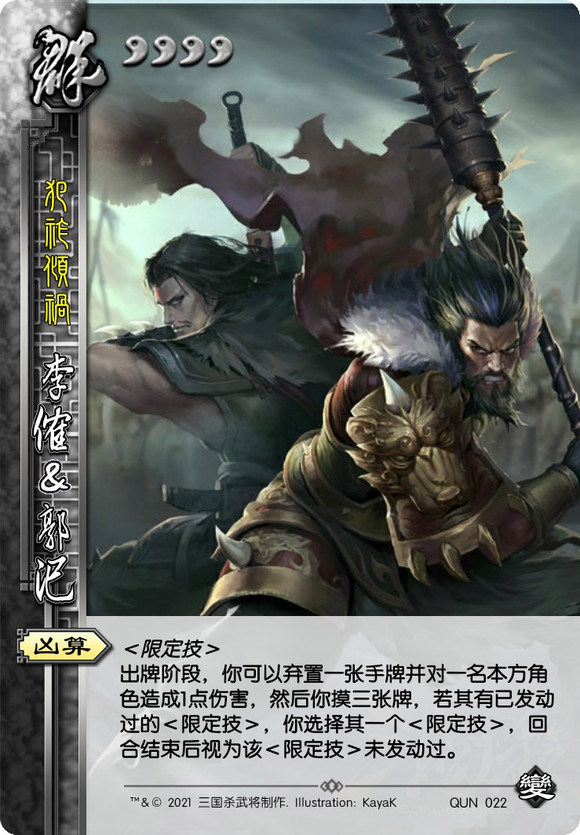 群
犯祚傾禍
李傕&郭汜
凶算
＜限定技＞
出牌阶段，你可以弃置一张手牌并对一名本方角
色造成1点伤害，然后你摸三张牌，若其有已发动
过的＜限定技＞，你选择其一个＜限定技＞，回
合结束后视为该＜限定技＞未发动过。
™&© 2021 三国杀武将制作. Illustration: KayaK
QUN 022
變